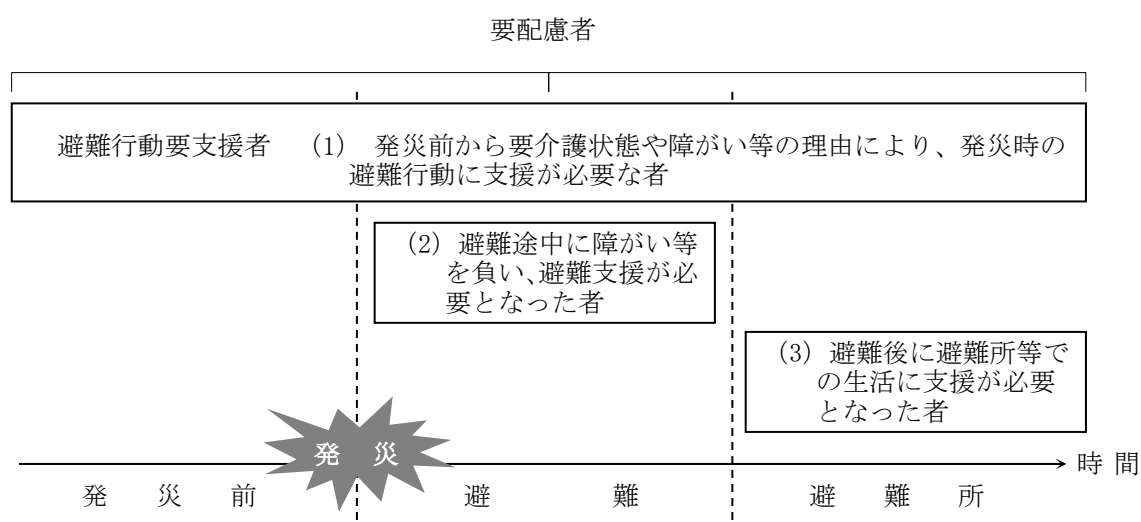 要配慮者
避難行動要支援者 (1) 発災前から要介護状態や障がい等の理由により、発災時の
避難行動に支援が必要な者
(2) 避難途中に障がい等
を負い、避難支援が必
要となった者
(3) 避難後に避難所等で
の生活に支援が必要
となった者
発 災
時 間
発 災 前
避 難
避 難 所